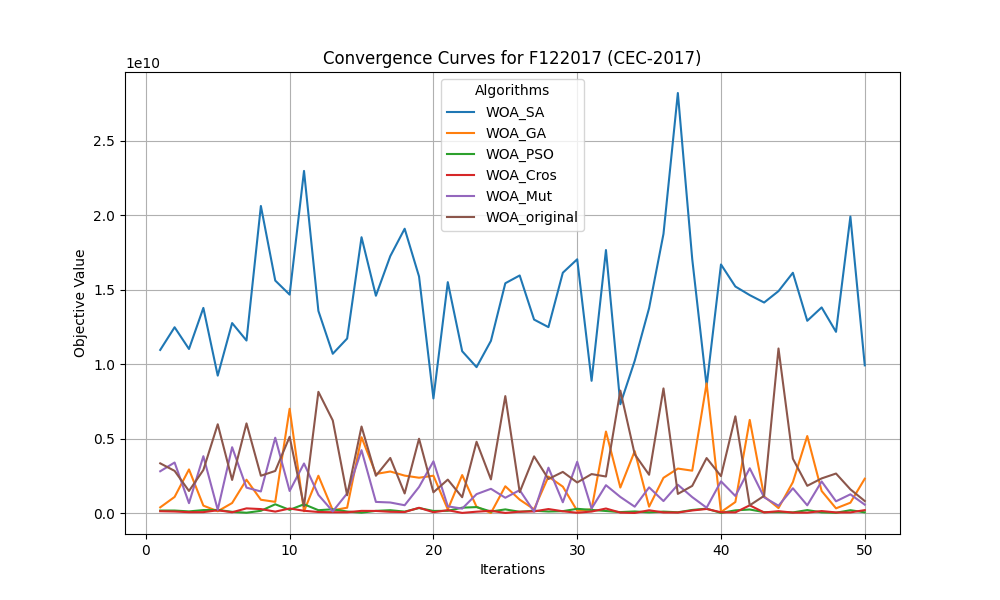 Convergence Curves for F122017 (CEC-2017)
1e10
Algorithms
WOA_SA
WOA_GA
WOA_PSO
WOA_Cros
WOA_Mut
WOA_original
Objective Value
2.5
2.0
1.5
1.0
0.5
0.0
0 10 20 30 40 50
Iterations